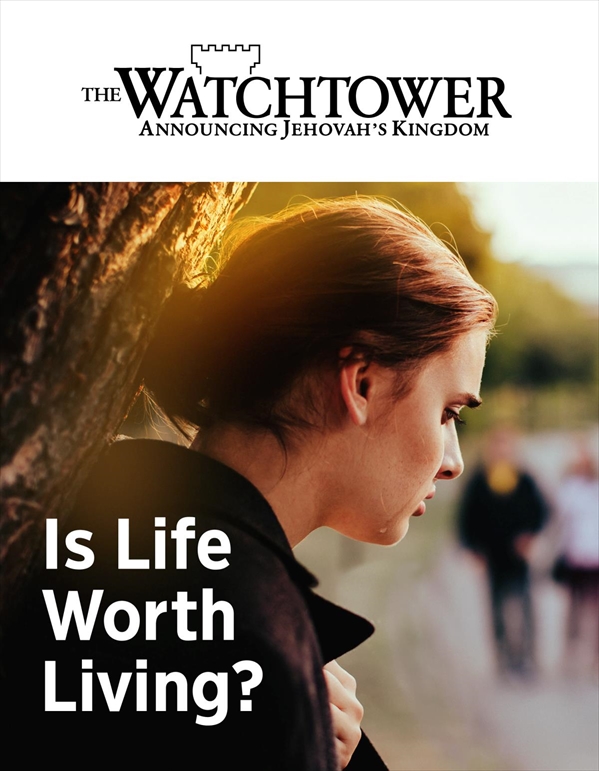 THE WATCHTOWER
ANNOUNCING JEHOVAH'S KINGDOM
Is Life
Worth
Living?